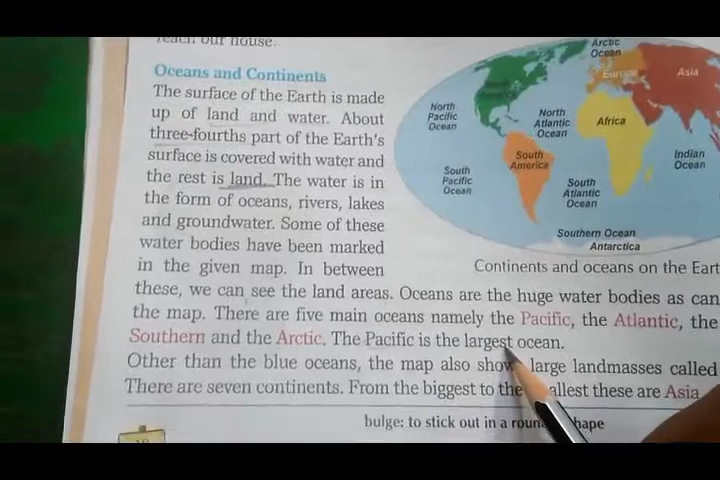 reach our house.
Oceans and Continents
The surface of the Earth is made
up of land and water. About
three-fourths part of the Earth's
surface is covered with water and
the rest is land. The water is in
the form of oceans, rivers, lakes
and groundwater. Some of these
water bodies have been marked
in the given map. In between
these, we can see the land areas. Oceans are the huge water bodies as can
the map. There are five main oceans namely the Pacific, the Atlantic, the
Southern and the Arctic. The Pacific is the largest ocean.
Other than the blue oceans, the map also show large landmasses called
There are seven continents. From the biggest to the allest these are Asia
bulge: to stick out in a roun hape
Arctic
Ocean
Europe
Asia
North
Pacific
Ocean
North
Atlantic
Ocean
Africa
South
America
Indian
Ocean
South
Pacific
Ocean
South
Atlantic
Ocean
Southern Ocean
Antarctica
Continents and oceans on the Eart